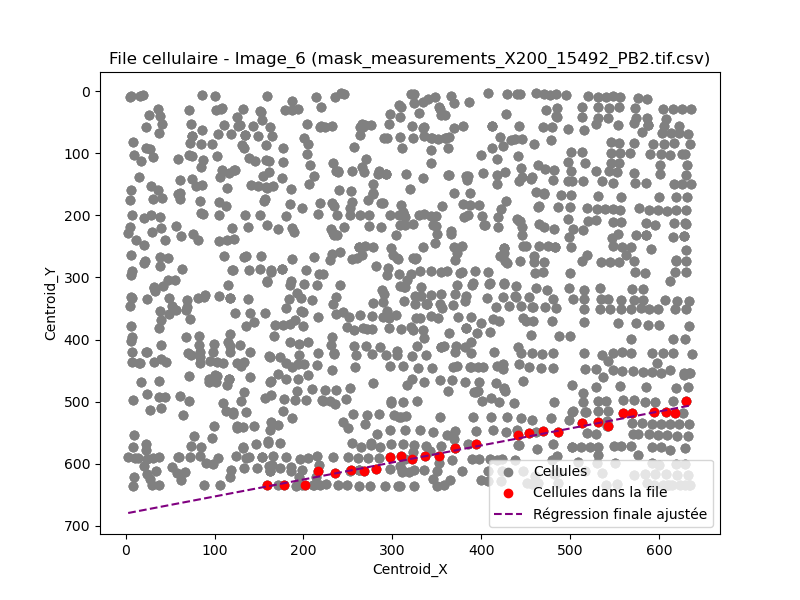 File cellulaire - Image_6 (mask_measurements_X200_15492_PB2.tif.csv)
0
100
200
300
400
500
600
700
Centroid_Y
Cellules
Cellules dans la file
Régression finale ajustée
0 100 200 300 400 500 600
Centroid_X